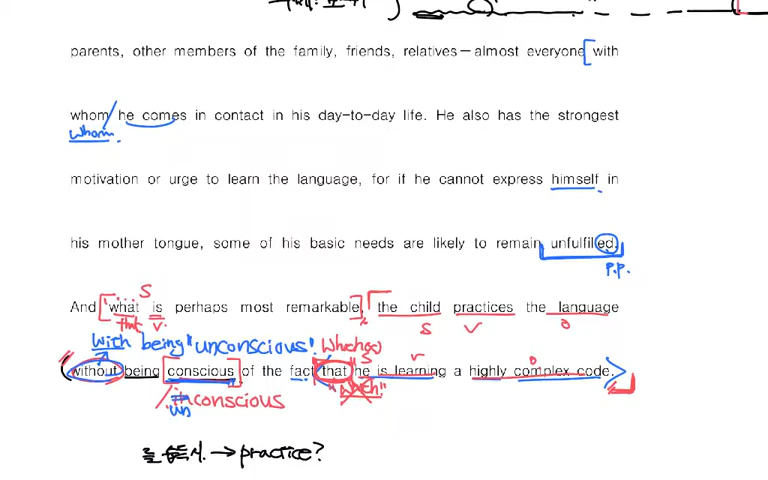 parents, other members of the family, friends, relatives—almost everyone [with
whom/ he comes in contact in his day-to-day life. He also has the strongest
whom.
motivation or urge to learn the language, for if he cannot express himself in
his mother tongue, some of his basic needs are likely to remain unfulfilled.
P.P.
S
And [what is perhaps most remarkable], the child practices the language
that v. S V O
with being "unconscious". Which(x)
S v O
(without being [conscious] of the fact that he is learning a highly complex code.
"which"
unconscious
→ practice?